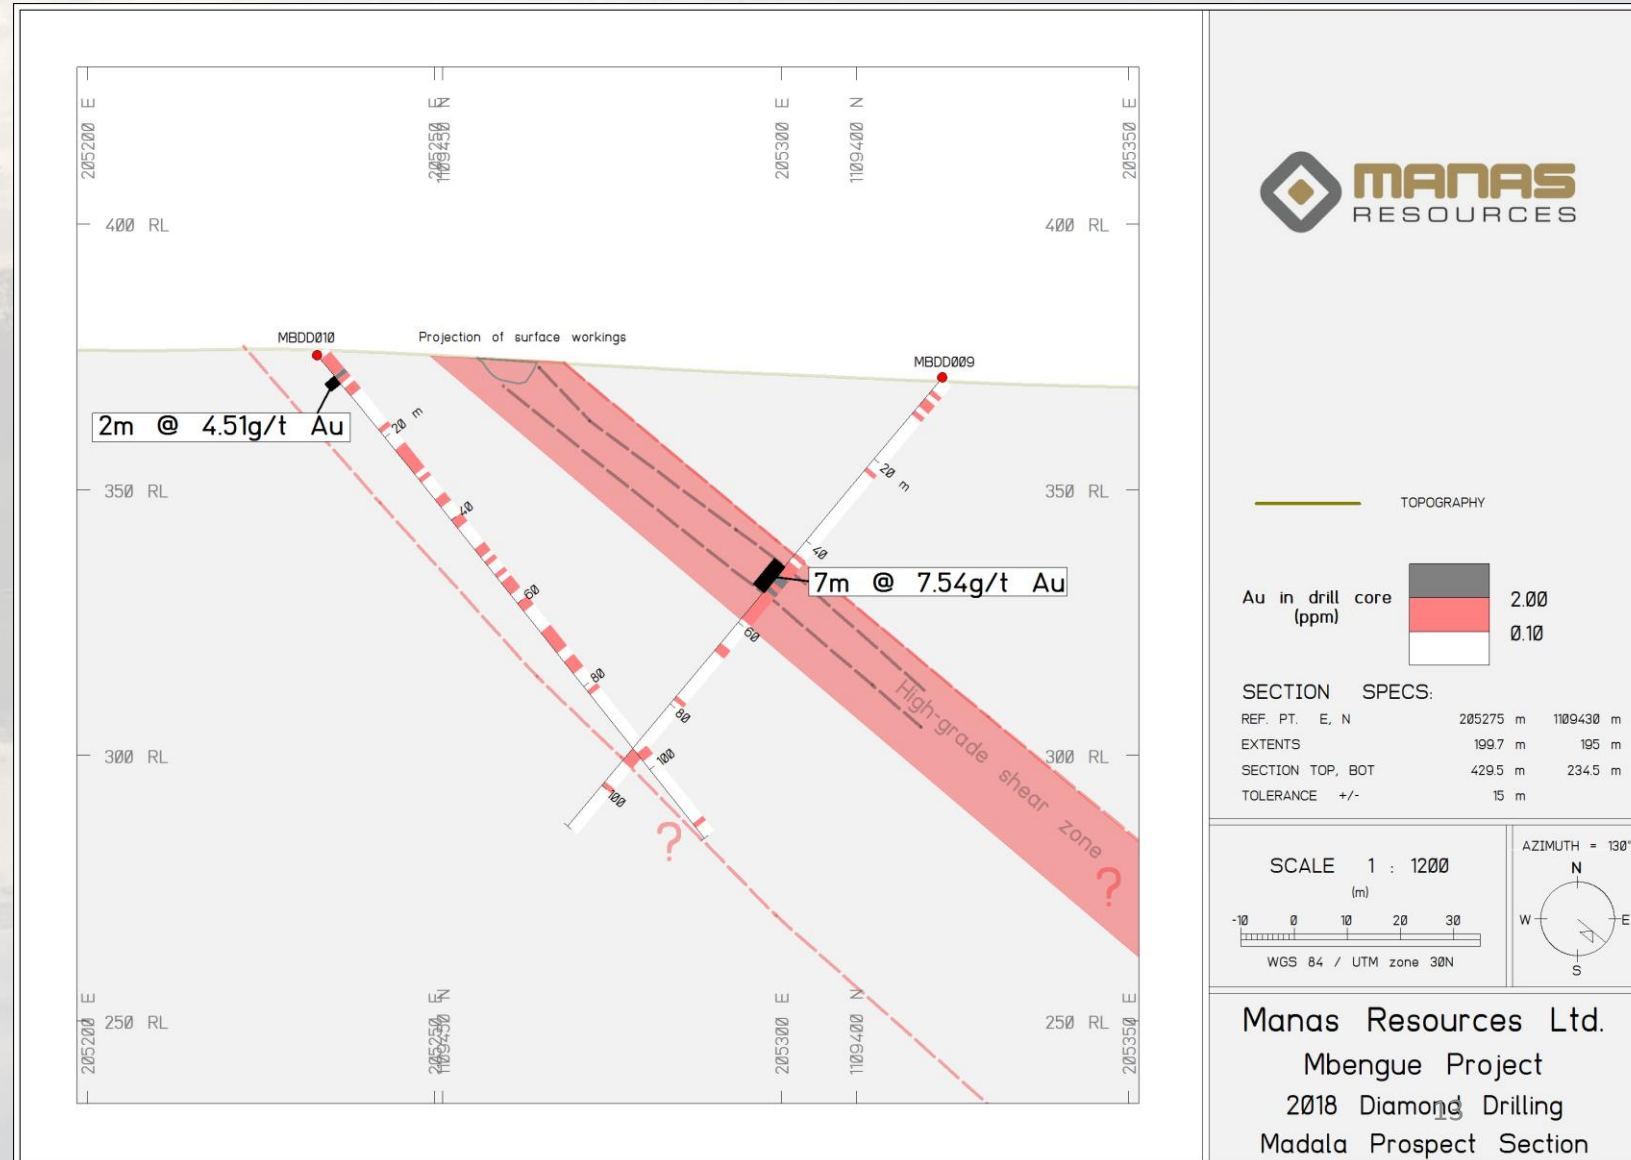 205200 E
205250 E
1109450 N
205300 E
1109400 N
205350 E
400 RL
400 RL
MBDD010
Projection of surface workings
MBDD009
2m @ 4.51g/t Au
20 m
20 m
350 RL
350 RL
40
40
7m @ 7.54g/t Au
60
60
80
80
High-grade shear zone
300 RL
300 RL
100
100
?
?
250 RL
250 RL
205200 E
205250 E
1109450 N
205300 E
1109400 N
205350 E
MANAS
RESOURCES
TOPOGRAPHY
Au in drill core
(ppm)
2.00
0.10
SECTION SPECS:
REF. PT. E, N 205275 m 1109430 m
EXTENTS 199.7 m 195 m
SECTION TOP, BOT 429.5 m 234.5 m
TOLERANCE +/- 15 m
SCALE 1 : 1200
(m)
-10 0 10 20 30
WGS 84 / UTM zone 30N
AZIMUTH = 130°
N
W E
S
Manas Resources Ltd.
Mbengue Project
2018 Diamond Drilling
13
Madala Prospect Section